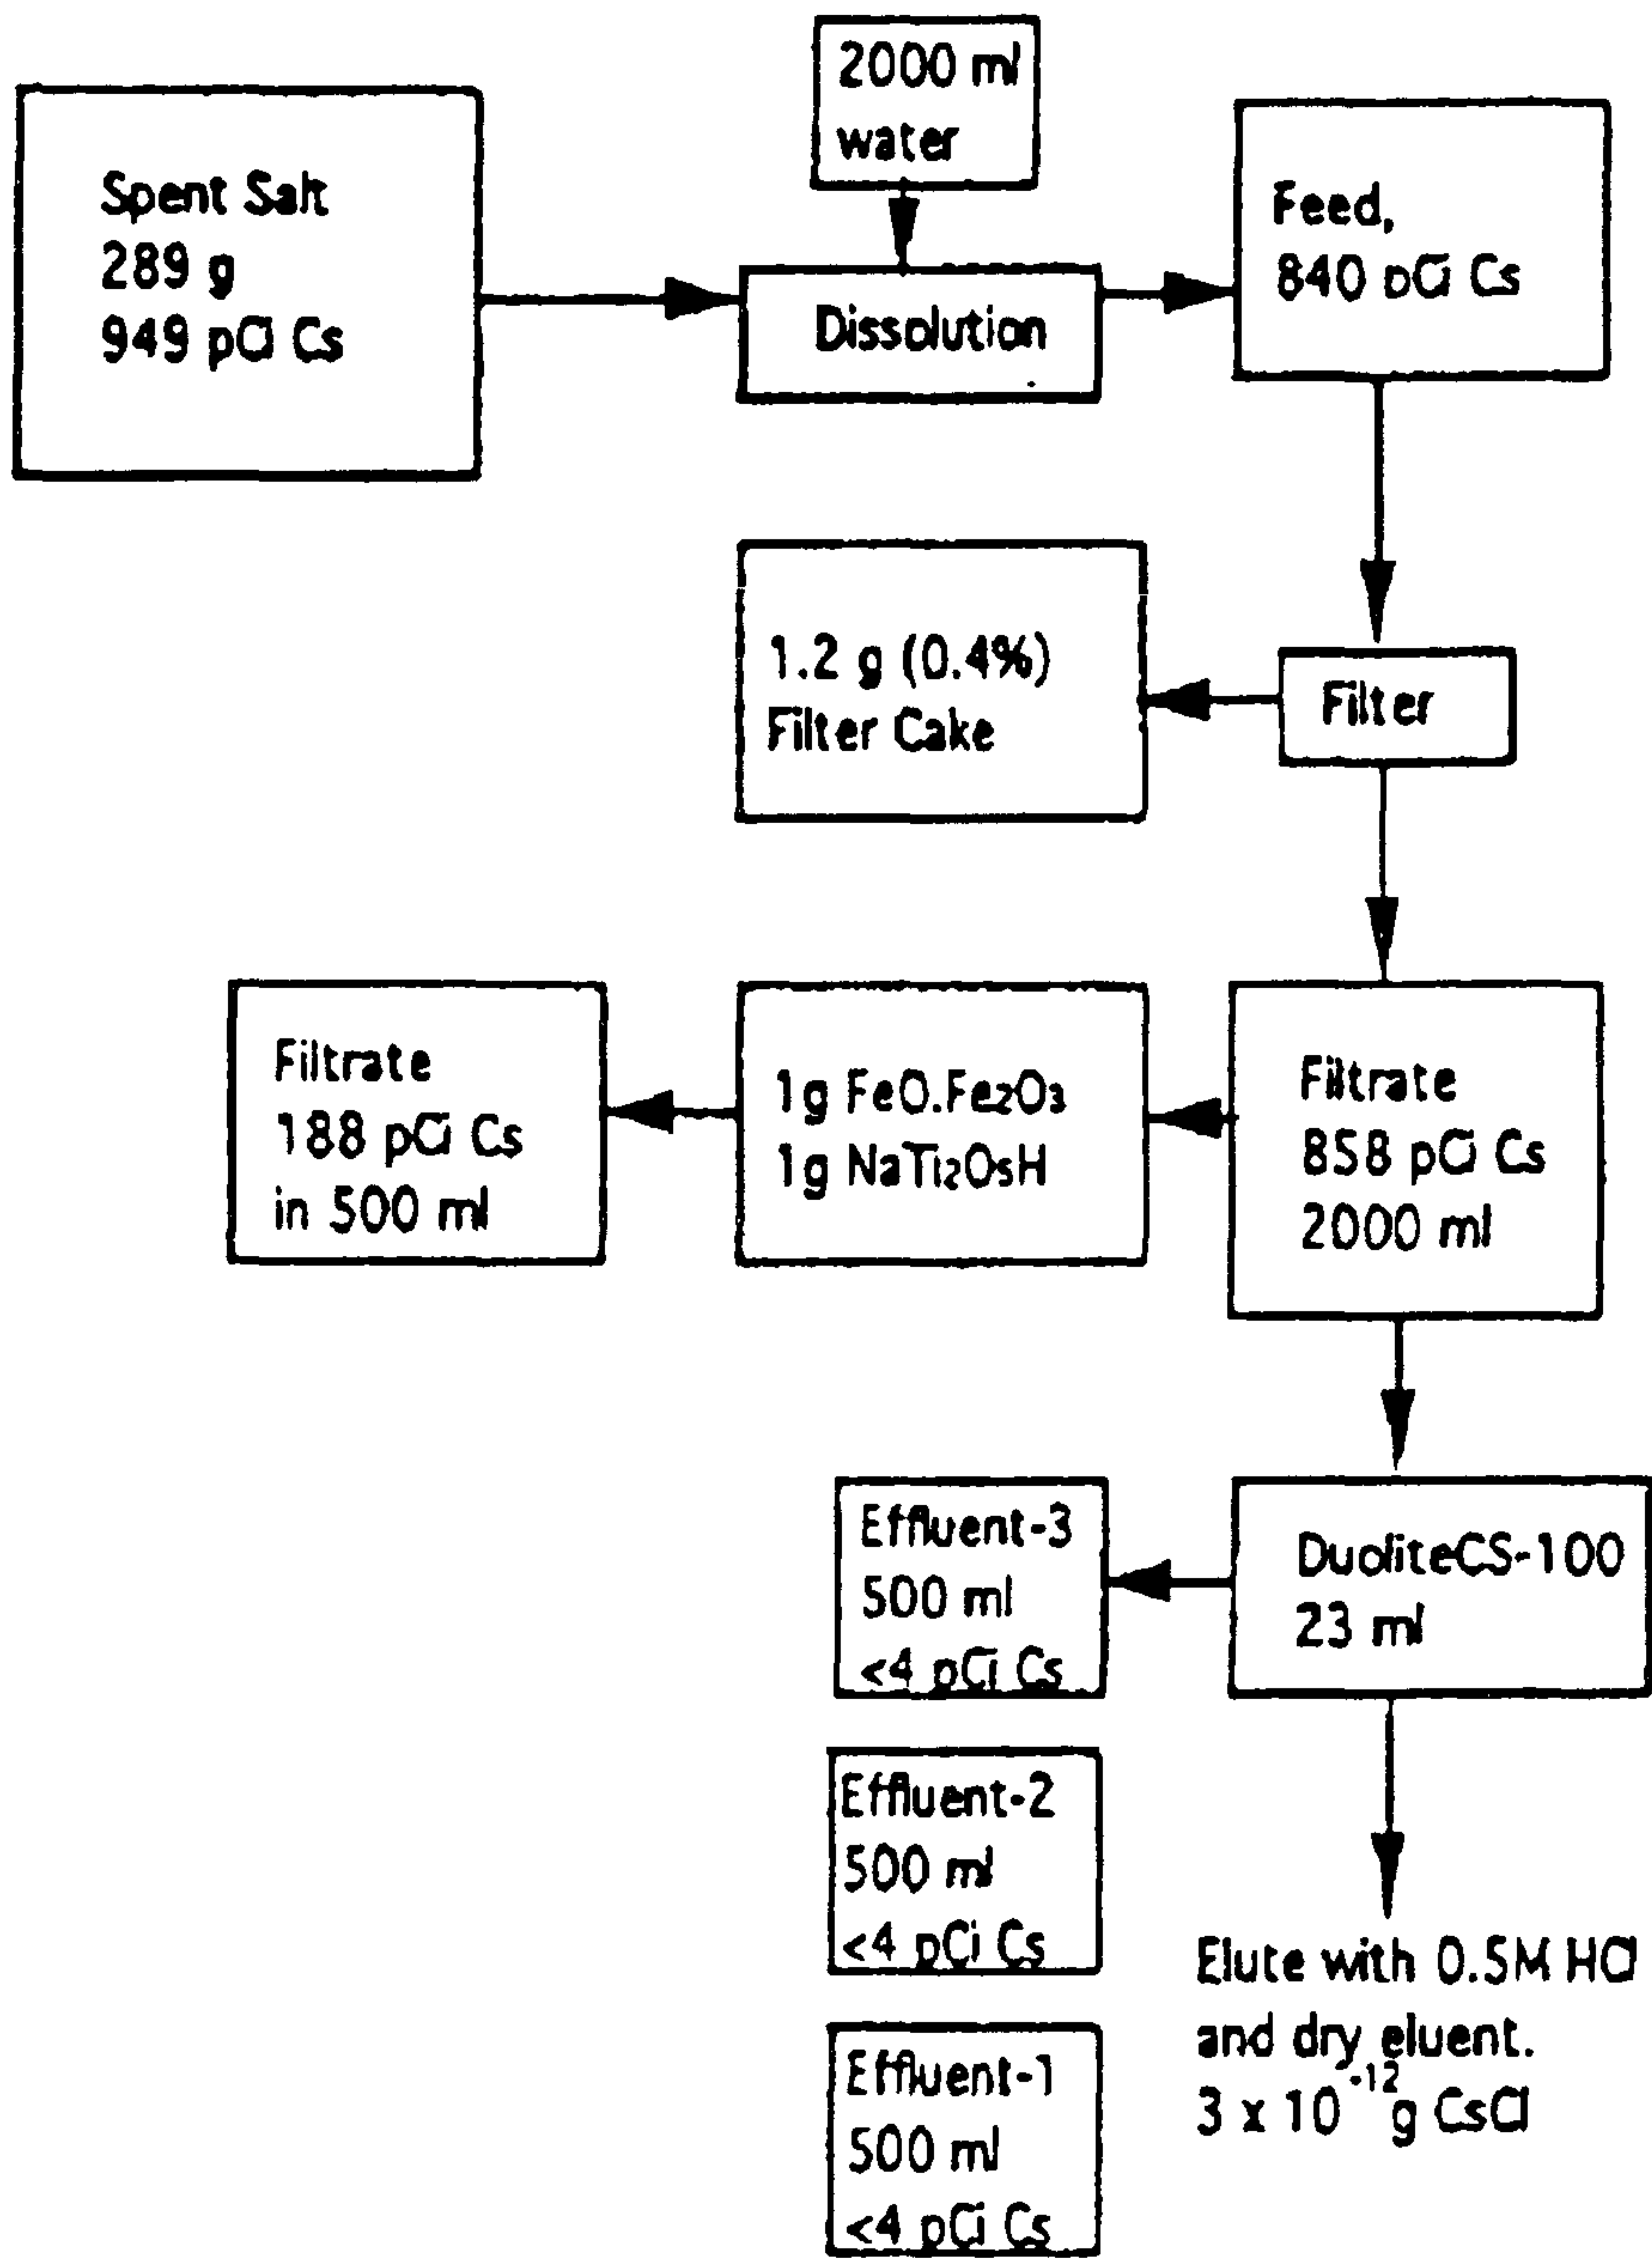 2000 ml
water
Spent Salt
289 g
949 pCi Cs
Dissolution
Feed,
840 pCi Cs
1.2 g (0.4%)
Filter Cake
Filter
Filtrate
188 pCi Cs
in 500 ml
1g FeO.Fe₂O₃
1g NaTi₂O₅H
Filtrate
858 pCi Cs
2000 ml
Effluent-3
500 ml
<4 pCi Cs
DuoliteCS-100
23 ml
Effluent-2
500 ml
<4 pCi Cs
Elute with 0.5M HCl
and dry eluent.
3 x 10⁻¹²g CsCl
Effluent-1
500 ml
<4 pCi Cs